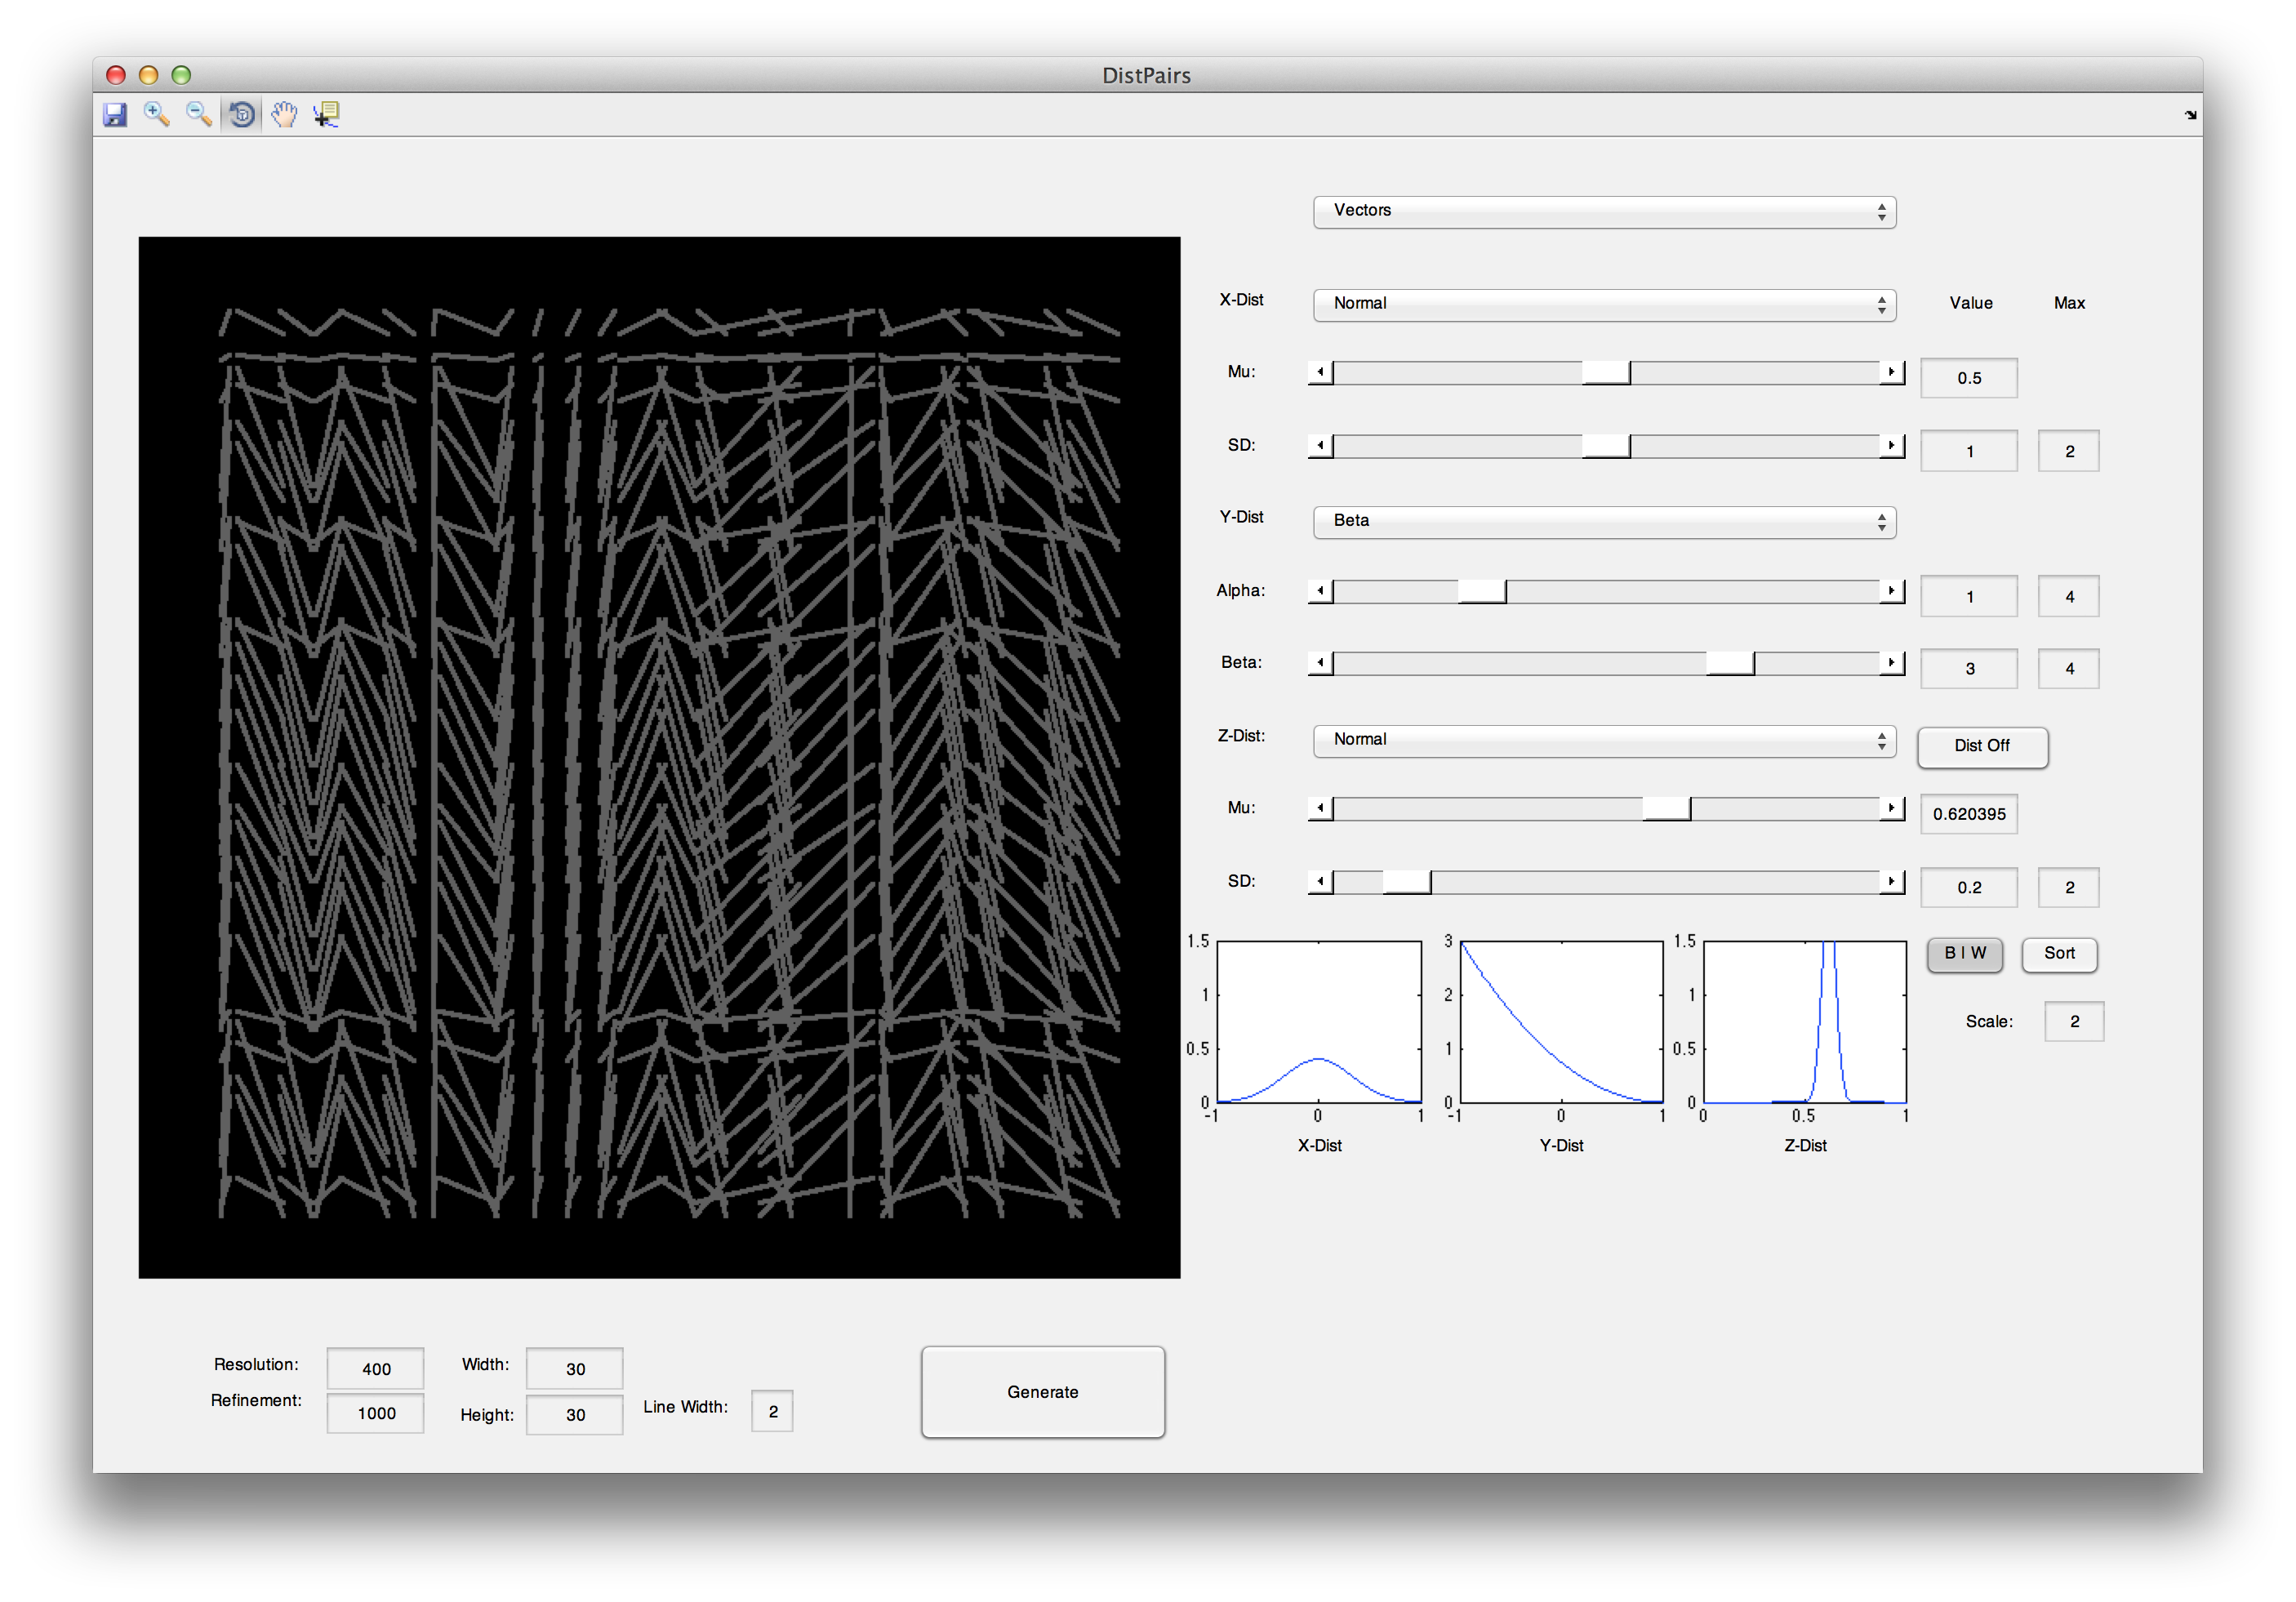 DistPairs
Vectors
X-Dist Normal Value Max
Mu: 0.5
SD: 1 2
Y-Dist Beta
Alpha: 1 4
Beta: 3 4
Z-Dist: Normal Dist Off
Mu: 0.620395
SD: 0.2 2
1.5 3 1.5 B | W Sort
1 2 1
Scale: 2
0.5 1 0.5
0 0 0
-1 0 1 -1 0 1 0 0.5 1
X-Dist Y-Dist Z-Dist
Resolution: 400 Width: 30
Generate
Refinement: 1000 Height: 30 Line Width: 2